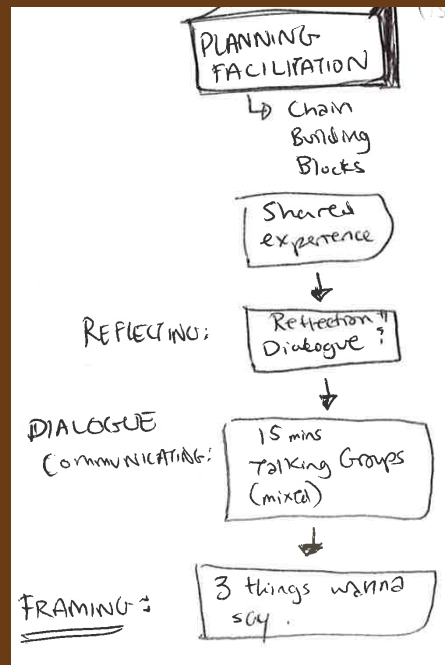 PLANNING
FACILITATION
↳ Chain
Building
Blocks
Shared
experience
REFLECTING:
Reflection
Dialogue
DIALOGUE
COMMUNICATING:
15 mins
Talking Groups
(mixed)
FRAMING:
3 things wanna
say.